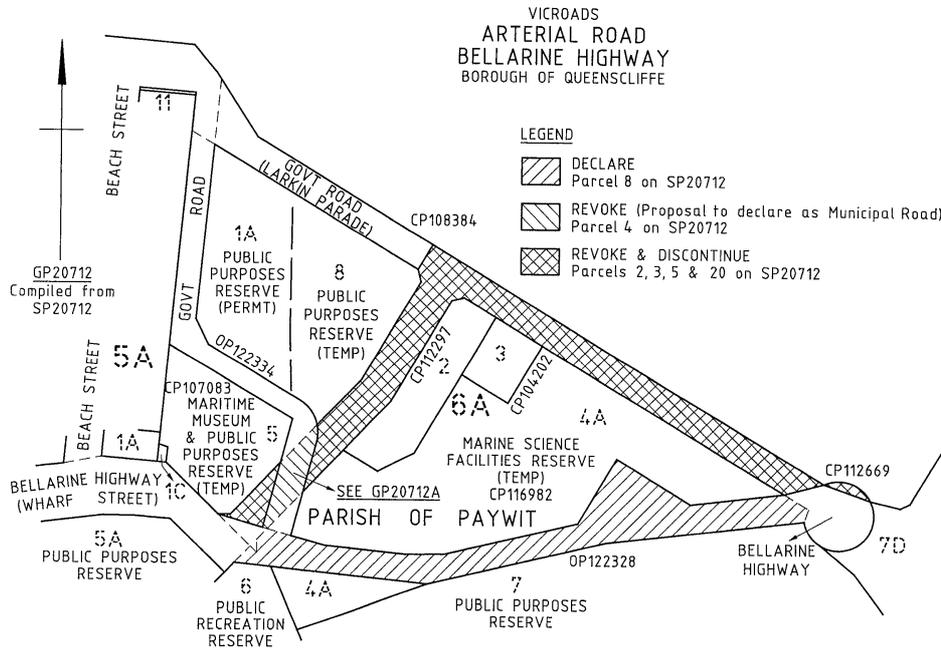 VICROADS
ARTERIAL ROAD
BELLARINE HIGHWAY
BOROUGH OF QUEENSCLIFFE
LEGEND
DECLARE
Parcel 8 on SP20712
REVOKE (Proposal to declare as Municipal Road)
Parcel 4 on SP20712
REVOKE & DISCONTINUE
Parcels 2, 3, 5 & 20 on SP20712
11
BEACH STREET
GOVT ROAD
(LARKIN PARADE)
CP108384
GOVT ROAD
1A
PUBLIC
PURPOSES
RESERVE
(PERMT)
8
PUBLIC
PURPOSES
RESERVE
(TEMP)
GP20712
Compiled from
SP20712
OP122334
CP112297
2
3
CP104202
5A
BEACH STREET
CP107083
MARITIME
MUSEUM
& PUBLIC
PURPOSES
RESERVE
(TEMP)
5
6A
4A
1A
1C
MARINE SCIENCE
FACILITIES RESERVE
(TEMP)
CP116982
CP112669
BELLARINE HIGHWAY
(WHARF STREET)
SEE GP20712A
PARISH OF PAYWIT
5A
PUBLIC PURPOSES
RESERVE
BELLARINE
HIGHWAY
7D
OP122328
6
PUBLIC
RECREATION
RESERVE
4A
7
PUBLIC PURPOSES
RESERVE